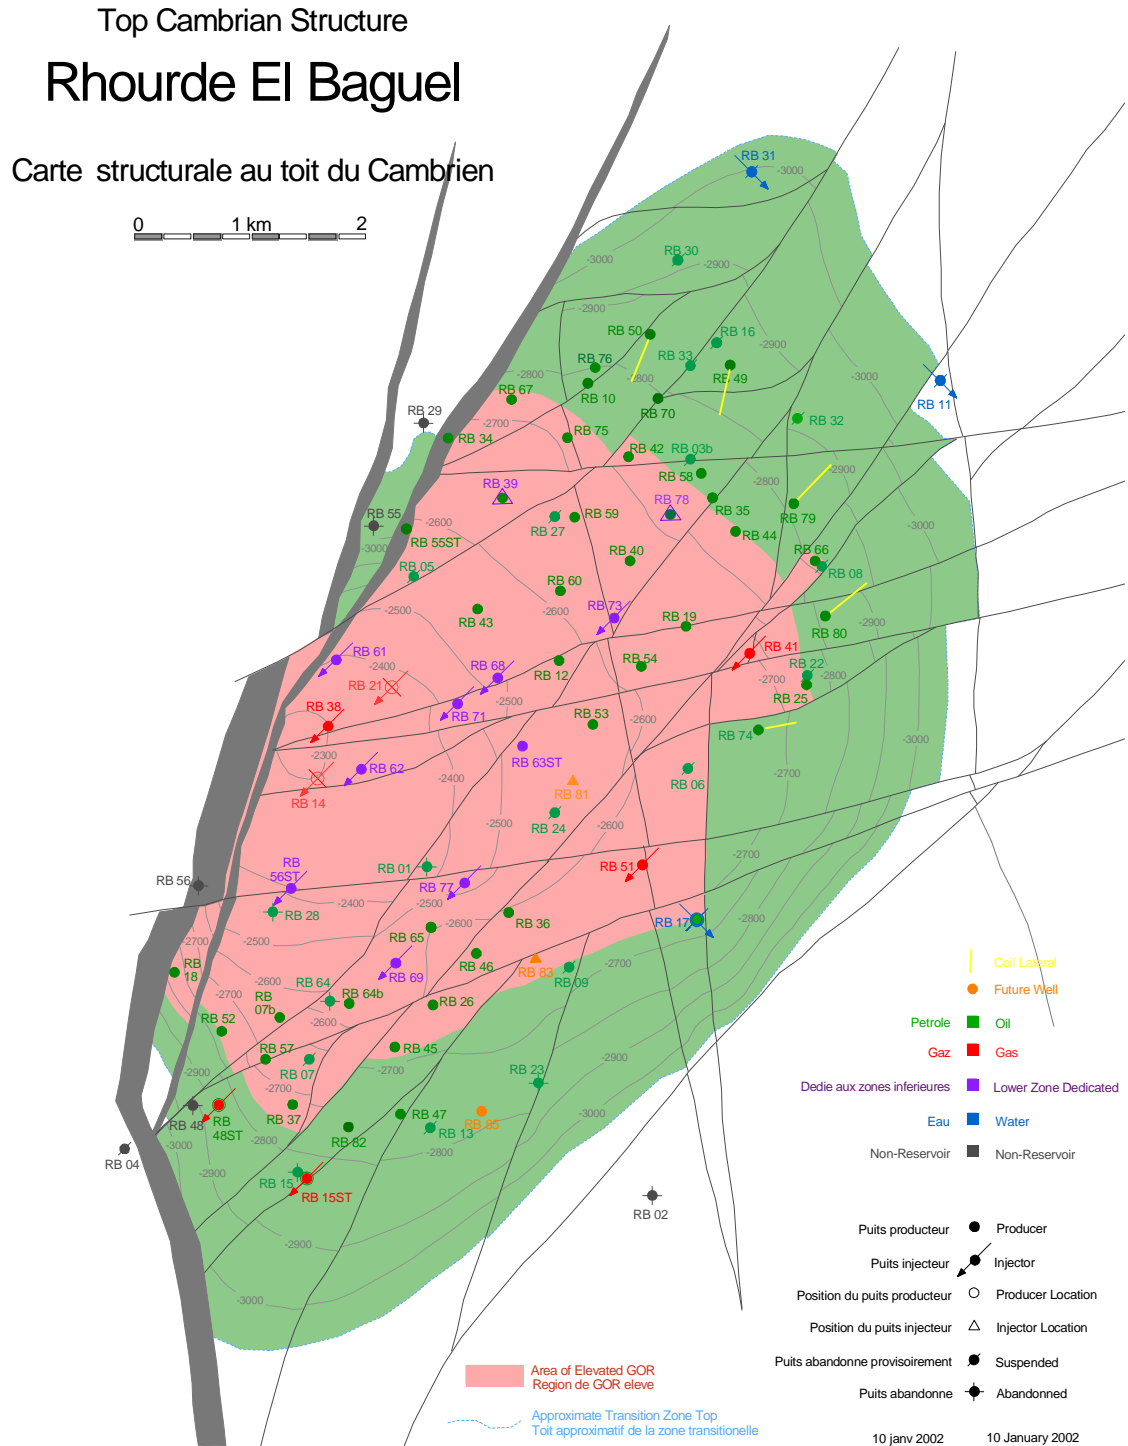 Top Cambrian Structure
Rhourde El Baguel
Carte structurale au toit du Cambrien
0 1 km 2
RB 31
-3000
RB 30
-3000
-2900
-2900
RB 50
RB 16
-2900
RB 33
RB 76
-2800
-2800
RB 49
-3000
RB 67
RB 10
RB 70
RB 11
RB 29
-2700
RB 75
RB 32
RB 34
RB 42
RB 03b
RB 58
-2900
RB 39
-2800
RB 78
RB 55
-2600
RB 59
RB 35
RB 79
-3000
RB 27
RB 44
RB 55ST
-3000
RB 40
RB 66
RB 05
RB 08
RB 60
-2500
RB 73
-2600
RB 43
RB 19
-2900
RB 80
RB 61
RB 41
-2400
RB 68
RB 54
RB 22
RB 12
-2700
-2800
RB 21
RB 25
-2500
RB 38
RB 71
-2600
RB 53
RB 74
-3000
-2300
RB 63ST
RB 62
-2400
-2700
RB 06
RB 14
RB 81
-2500
RB 24
-2600
-2700
RB 01
RB 51
RB
56ST
RB 56
RB 77
-2400
-2500
RB 28
-2600
RB 36
RB 17
-2800
-2700
-2500
RB 65
RB
18
RB 46
RB 83
-2700
RB 69
RB 09
-2600
RB 64
-2700
RB
07b
RB 64b
RB 26
RB 52
-2600
RB 57
RB 45
-2900
RB 07
-2700
RB 23
-2700
RB 48
RB
48ST
RB 37
RB 47
RB 85
-3000
RB 82
RB 13
-3000
-2800
-2800
RB 04
-2900
RB 15
RB 15ST
RB 02
-2900
-3000
Coil Lateral
Future Well
Petrole Oil
Gaz Gas
Dedie aux zones inferieures Lower Zone Dedicated
Eau Water
Non-Reservoir Non-Reservoir
Puits producteur Producer
Puits injecteur Injector
Position du puits producteur Producer Location
Position du puits injecteur Injector Location
Puits abandonne provisoirement Suspended
Puits abandonne Abandonned
Area of Elevated GOR
Region de GOR eleve
Approximate Transition Zone Top
Toit approximatif de la zone transitionelle
10 janv 2002 10 January 2002